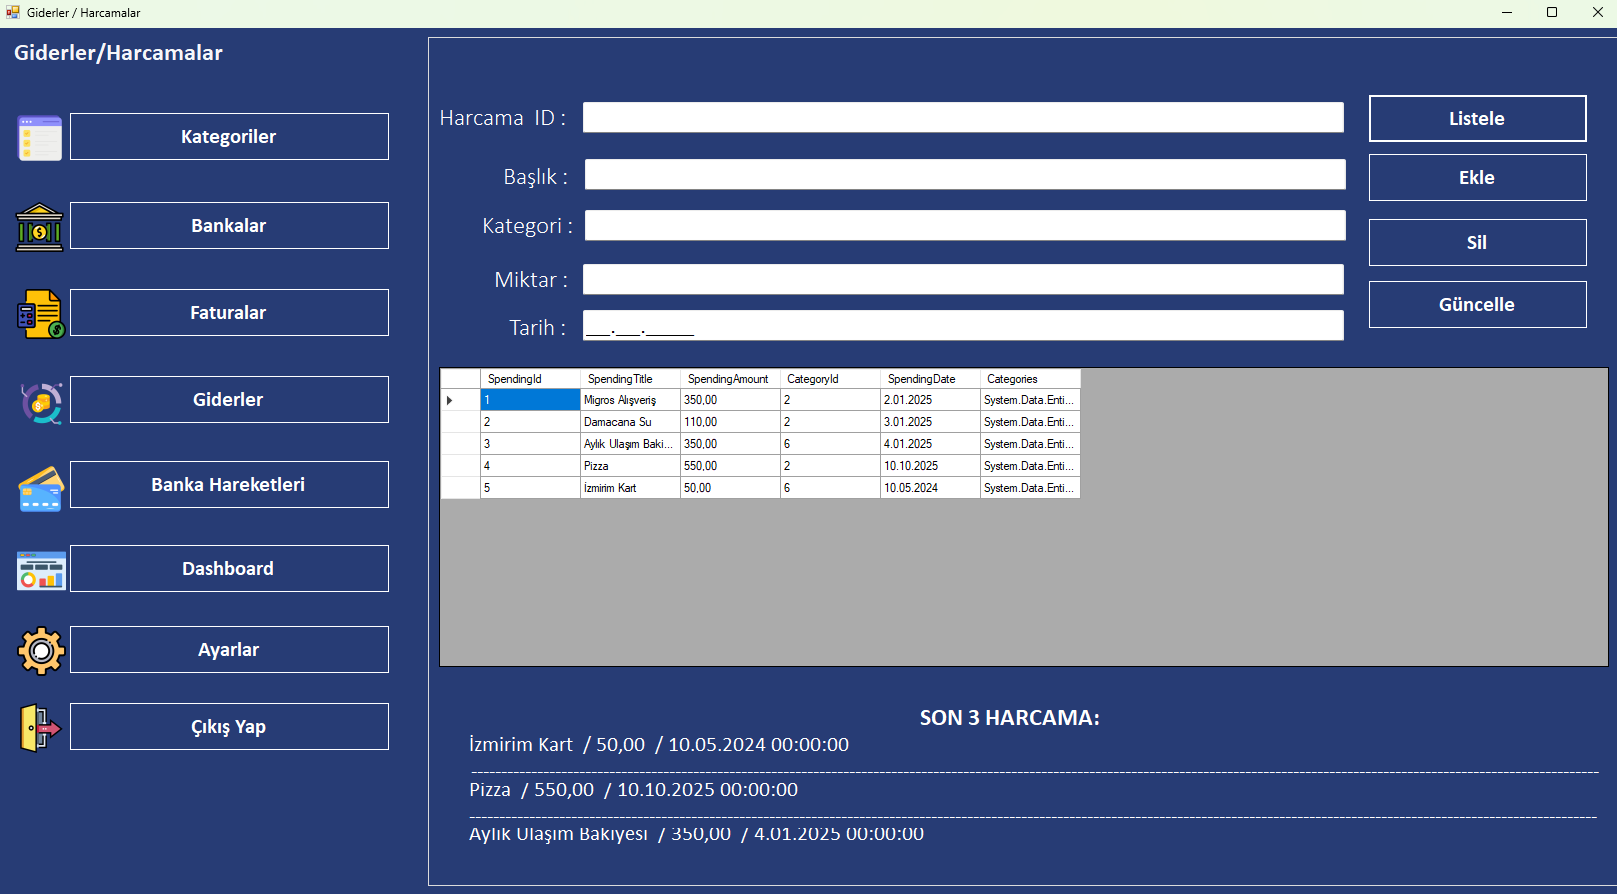 Giderler / Harcamalar
Giderler/Harcamalar
Kategoriler
Bankalar
Faturalar
Giderler
Banka Hareketleri
Dashboard
Ayarlar
Çıkış Yap
Harcama ID :
Başlık :
Kategori :
Miktar :
Tarih : __.__.____
Listele
Ekle
Sil
Güncelle
SpendingId SpendingTitle SpendingAmount CategoryId SpendingDate Categories
1 Migros Alışveriş 350,00 2 2.01.2025 System.Data.Enti...
2 Damacana Su 110,00 2 3.01.2025 System.Data.Enti...
3 Aylık Ulaşım Baki... 350,00 6 4.01.2025 System.Data.Enti...
4 Pizza 550,00 2 10.10.2025 System.Data.Enti...
5 İzmirim Kart 50,00 6 10.05.2024 System.Data.Enti...
SON 3 HARCAMA:
İzmirim Kart / 50,00 / 10.05.2024 00:00:00
Pizza / 550,00 / 10.10.2025 00:00:00
Aylık Ulaşım Bakiyesi / 350,00 / 4.01.2025 00:00:00